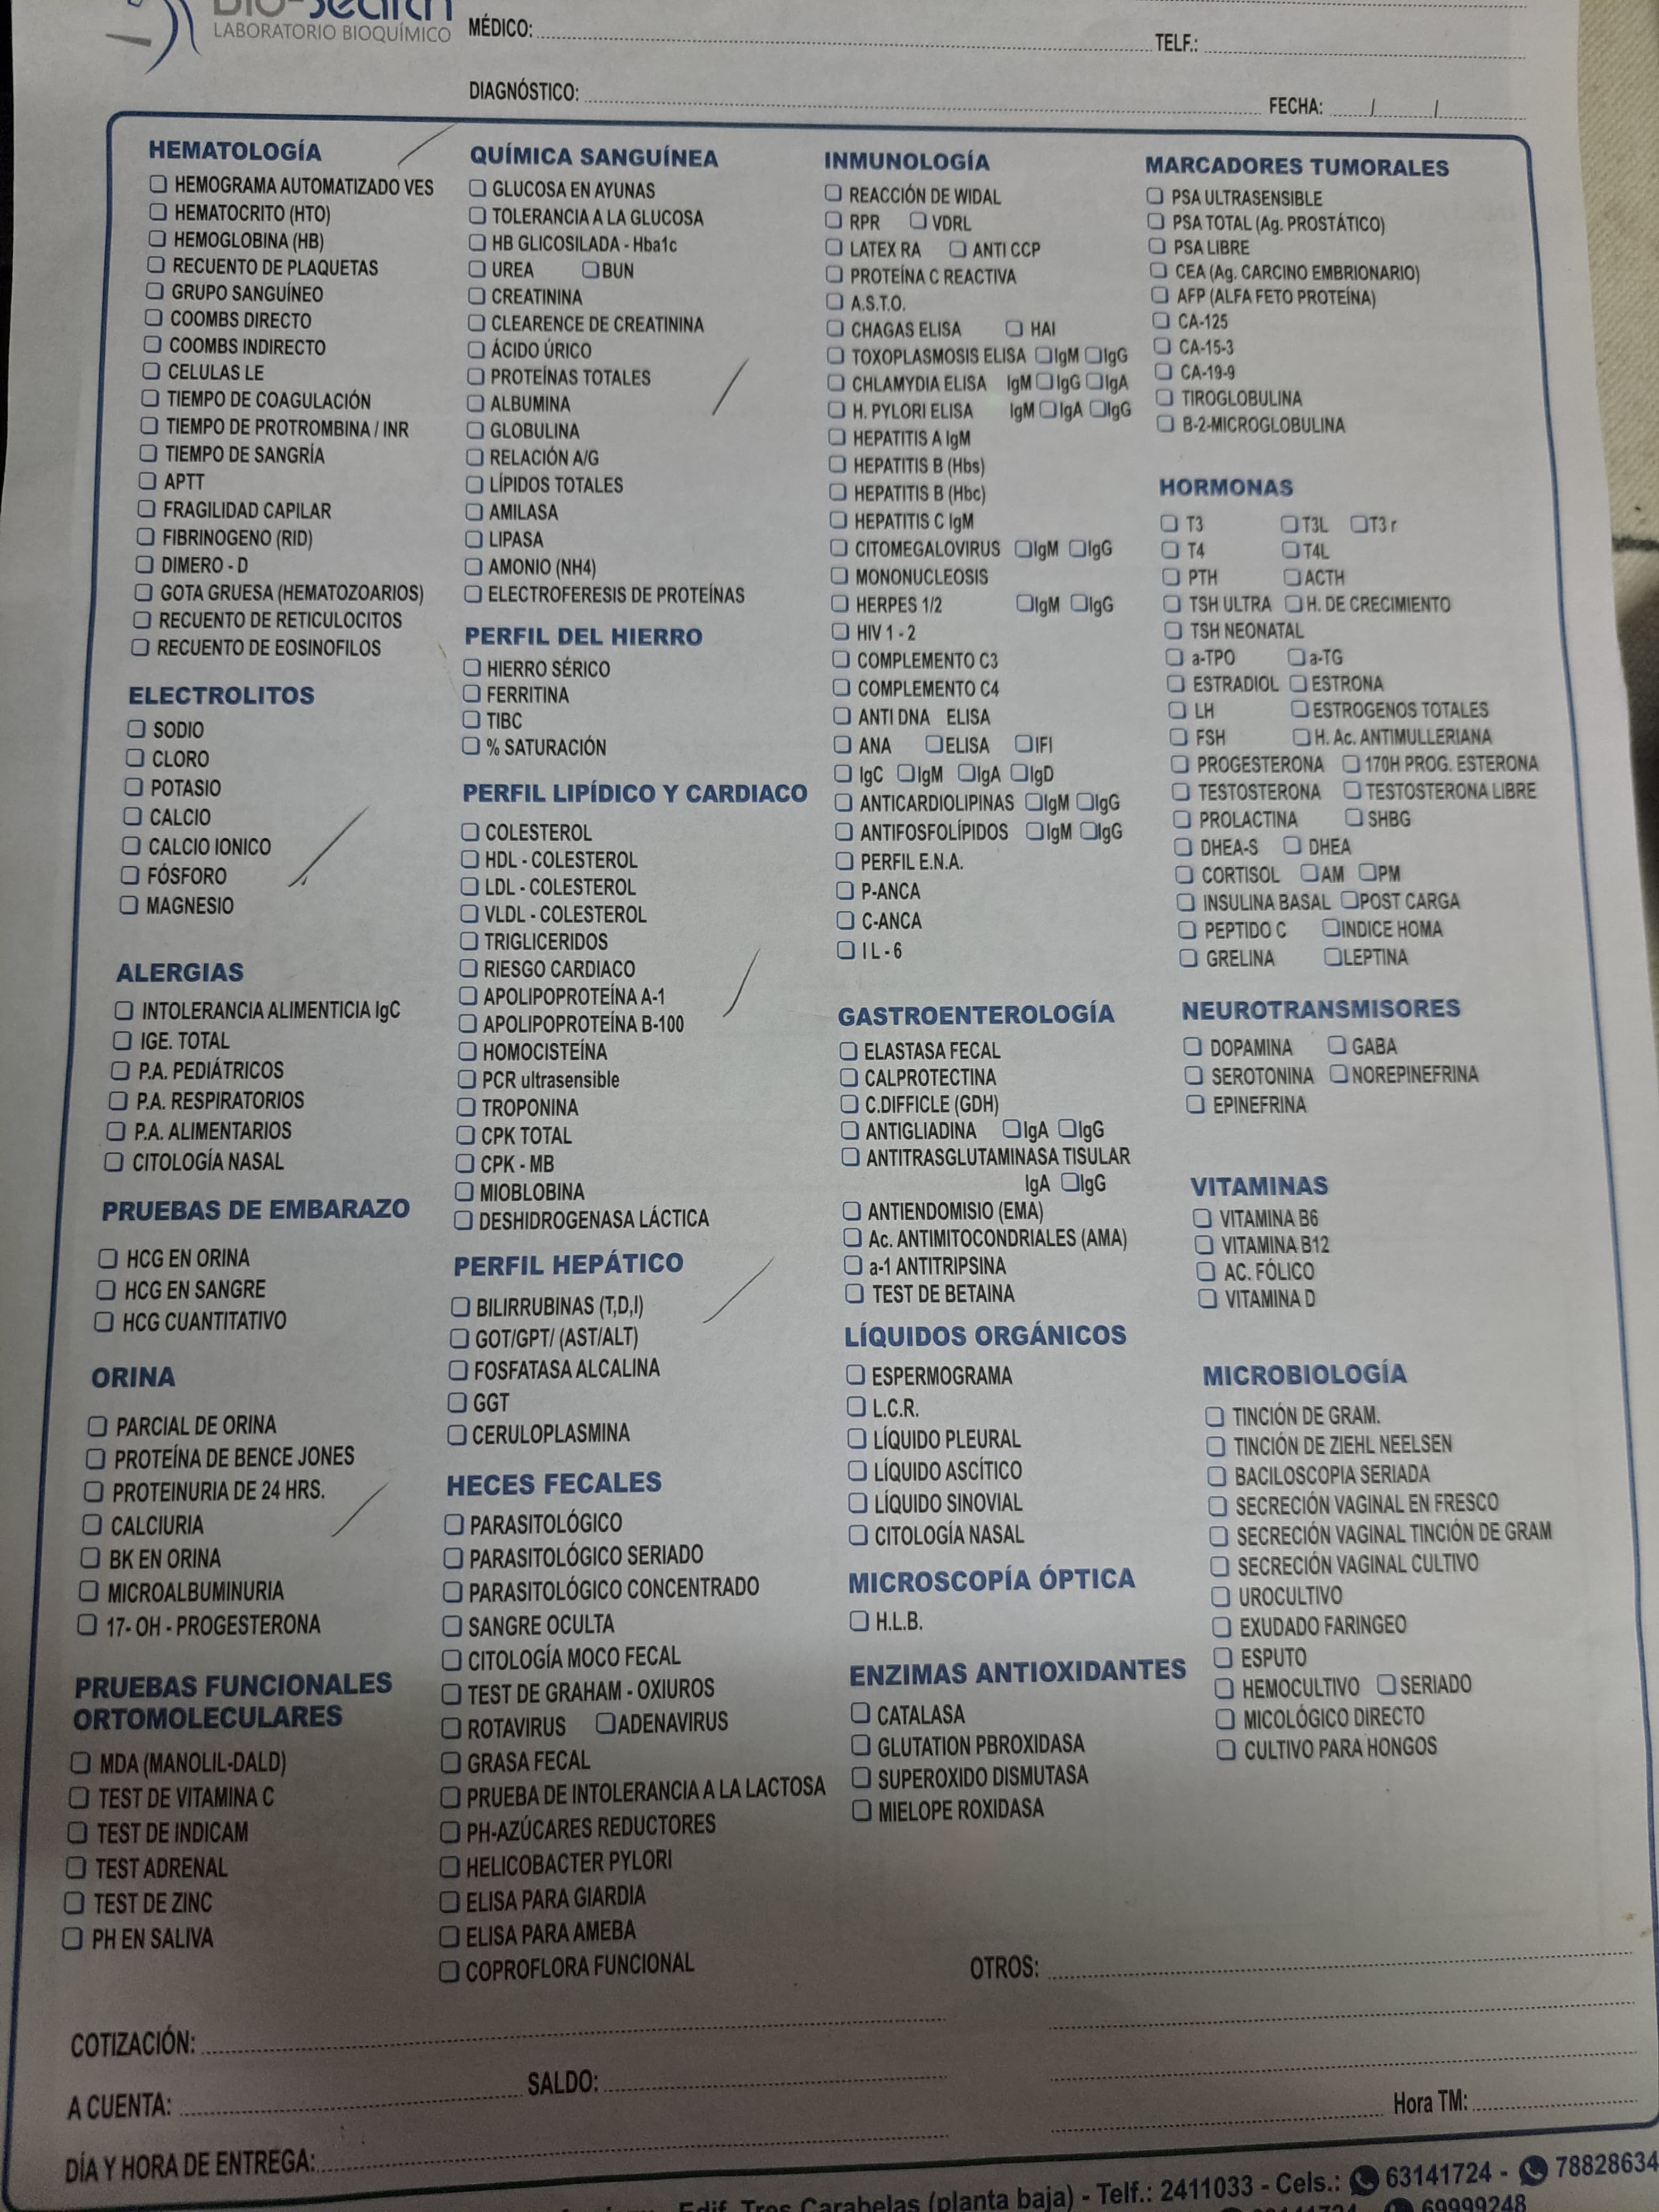 Bio-Search
LABORATORIO BIOQUÍMICO
MÉDICO:
TELF.:
DIAGNÓSTICO:
FECHA: / /
HEMATOLOGÍA
HEMOGRAMA AUTOMATIZADO VES
HEMATOCRITO (HTO)
HEMOGLOBINA (HB)
RECUENTO DE PLAQUETAS
GRUPO SANGUÍNEO
COOMBS DIRECTO
COOMBS INDIRECTO
CELULAS LE
TIEMPO DE COAGULACIÓN
TIEMPO DE PROTROMBINA / INR
TIEMPO DE SANGRÍA
APTT
FRAGILIDAD CAPILAR
FIBRINOGENO (RID)
DIMERO - D
GOTA GRUESA (HEMATOZOARIOS)
RECUENTO DE RETICULOCITOS
RECUENTO DE EOSINOFILOS
ELECTROLITOS
SODIO
CLORO
POTASIO
CALCIO
CALCIO IONICO
FÓSFORO
MAGNESIO
ALERGIAS
INTOLERANCIA ALIMENTICIA IgC
IGE. TOTAL
P.A. PEDIÁTRICOS
P.A. RESPIRATORIOS
P.A. ALIMENTARIOS
CITOLOGÍA NASAL
PRUEBAS DE EMBARAZO
HCG EN ORINA
HCG EN SANGRE
HCG CUANTITATIVO
ORINA
PARCIAL DE ORINA
PROTEÍNA DE BENCE JONES
PROTEINURIA DE 24 HRS.
CALCIURIA
BK EN ORINA
MICROALBUMINURIA
17- OH - PROGESTERONA
PRUEBAS FUNCIONALES
ORTOMOLECULARES
MDA (MANOLIL-DALD)
TEST DE VITAMINA C
TEST DE INDICAM
TEST ADRENAL
TEST DE ZINC
PH EN SALIVA
QUÍMICA SANGUÍNEA
GLUCOSA EN AYUNAS
TOLERANCIA A LA GLUCOSA
HB GLICOSILADA - Hba1c
UREA BUN
CREATININA
CLEARENCE DE CREATININA
ÁCIDO ÚRICO
PROTEÍNAS TOTALES
ALBUMINA
GLOBULINA
RELACIÓN A/G
LÍPIDOS TOTALES
AMILASA
LIPASA
AMONIO (NH4)
ELECTROFERESIS DE PROTEÍNAS
PERFIL DEL HIERRO
HIERRO SÉRICO
FERRITINA
TIBC
% SATURACIÓN
PERFIL LIPÍDICO Y CARDIACO
COLESTEROL
HDL - COLESTEROL
LDL - COLESTEROL
VLDL - COLESTEROL
TRIGLICERIDOS
RIESGO CARDIACO
APOLIPOPROTEÍNA A-1
APOLIPOPROTEÍNA B-100
HOMOCISTEÍNA
PCR ultrasensible
TROPONINA
CPK TOTAL
CPK - MB
MIOBLOBINA
DESHIDROGENASA LÁCTICA
PERFIL HEPÁTICO
BILIRRUBINAS (T,D,I)
GOT/GPT/ (AST/ALT)
FOSFATASA ALCALINA
GGT
CERULOPLASMINA
HECES FECALES
PARASITOLÓGICO
PARASITOLÓGICO SERIADO
PARASITOLÓGICO CONCENTRADO
SANGRE OCULTA
CITOLOGÍA MOCO FECAL
TEST DE GRAHAM - OXIUROS
ROTAVIRUS ADENAVIRUS
GRASA FECAL
PRUEBA DE INTOLERANCIA A LA LACTOSA
PH-AZÚCARES REDUCTORES
HELICOBACTER PYLORI
ELISA PARA GIARDIA
ELISA PARA AMEBA
COPROFLORA FUNCIONAL
INMUNOLOGÍA
REACCIÓN DE WIDAL
RPR VDRL
LATEX RA ANTI CCP
PROTEÍNA C REACTIVA
A.S.T.O.
CHAGAS ELISA HAI
TOXOPLASMOSIS ELISA IgM IgG
CHLAMYDIA ELISA IgM IgG IgA
H. PYLORI ELISA IgM IgA IgG
HEPATITIS A IgM
HEPATITIS B (Hbs)
HEPATITIS B (Hbc)
HEPATITIS C IgM
CITOMEGALOVIRUS IgM IgG
MONONUCLEOSIS
HERPES 1/2 IgM IgG
HIV 1 - 2
COMPLEMENTO C3
COMPLEMENTO C4
ANTI DNA ELISA
ANA ELISA IFI
IgC IgM IgA IgD
ANTICARDIOLIPINAS IgM IgG
ANTIFOSFOLÍPIDOS IgM IgG
PERFIL E.N.A.
P-ANCA
C-ANCA
I L - 6
GASTROENTEROLOGÍA
ELASTASA FECAL
CALPROTECTINA
C.DIFFICLE (GDH)
ANTIGLIADINA IgA IgG
ANTITRASGLUTAMINASA TISULAR
IgA IgG
ANTIENDOMISIO (EMA)
Ac. ANTIMITOCONDRIALES (AMA)
a-1 ANTITRIPSINA
TEST DE BETAINA
LÍQUIDOS ORGÁNICOS
ESPERMOGRAMA
L.C.R.
LÍQUIDO PLEURAL
LÍQUIDO ASCÍTICO
LÍQUIDO SINOVIAL
CITOLOGÍA NASAL
MICROSCOPÍA ÓPTICA
H.L.B.
ENZIMAS ANTIOXIDANTES
CATALASA
GLUTATION PBROXIDASA
SUPEROXIDO DISMUTASA
MIELOPE ROXIDASA
MARCADORES TUMORALES
PSA ULTRASENSIBLE
PSA TOTAL (Ag. PROSTÁTICO)
PSA LIBRE
CEA (Ag. CARCINO EMBRIONARIO)
AFP (ALFA FETO PROTEÍNA)
CA-125
CA-15-3
CA-19-9
TIROGLOBULINA
B-2-MICROGLOBULINA
HORMONAS
T3 T3L T3 r
T4 T4L
PTH ACTH
TSH ULTRA H. DE CRECIMIENTO
TSH NEONATAL
a-TPO a-TG
ESTRADIOL ESTRONA
LH ESTROGENOS TOTALES
FSH H. Ac. ANTIMULLERIANA
PROGESTERONA 170H PROG. ESTERONA
TESTOSTERONA TESTOSTERONA LIBRE
PROLACTINA SHBG
DHEA-S DHEA
CORTISOL AM PM
INSULINA BASAL POST CARGA
PEPTIDO C INDICE HOMA
GRELINA LEPTINA
NEUROTRANSMISORES
DOPAMINA GABA
SEROTONINA NOREPINEFRINA
EPINEFRINA
VITAMINAS
VITAMINA B6
VITAMINA B12
AC. FÓLICO
VITAMINA D
MICROBIOLOGÍA
TINCIÓN DE GRAM.
TINCIÓN DE ZIEHL NEELSEN
BACILOSCOPIA SERIADA
SECRECIÓN VAGINAL EN FRESCO
SECRECIÓN VAGINAL TINCIÓN DE GRAM
SECRECIÓN VAGINAL CULTIVO
UROCULTIVO
EXUDADO FARINGEO
ESPUTO
HEMOCULTIVO SERIADO
MICOLÓGICO DIRECTO
CULTIVO PARA HONGOS
OTROS:
COTIZACIÓN:
A CUENTA: SALDO:
Hora TM:
DÍA Y HORA DE ENTREGA:
Edif. Tres Carabelas (planta baja) - Telf.: 2411033 - Cels.: 63141724 - 78828634
69999248